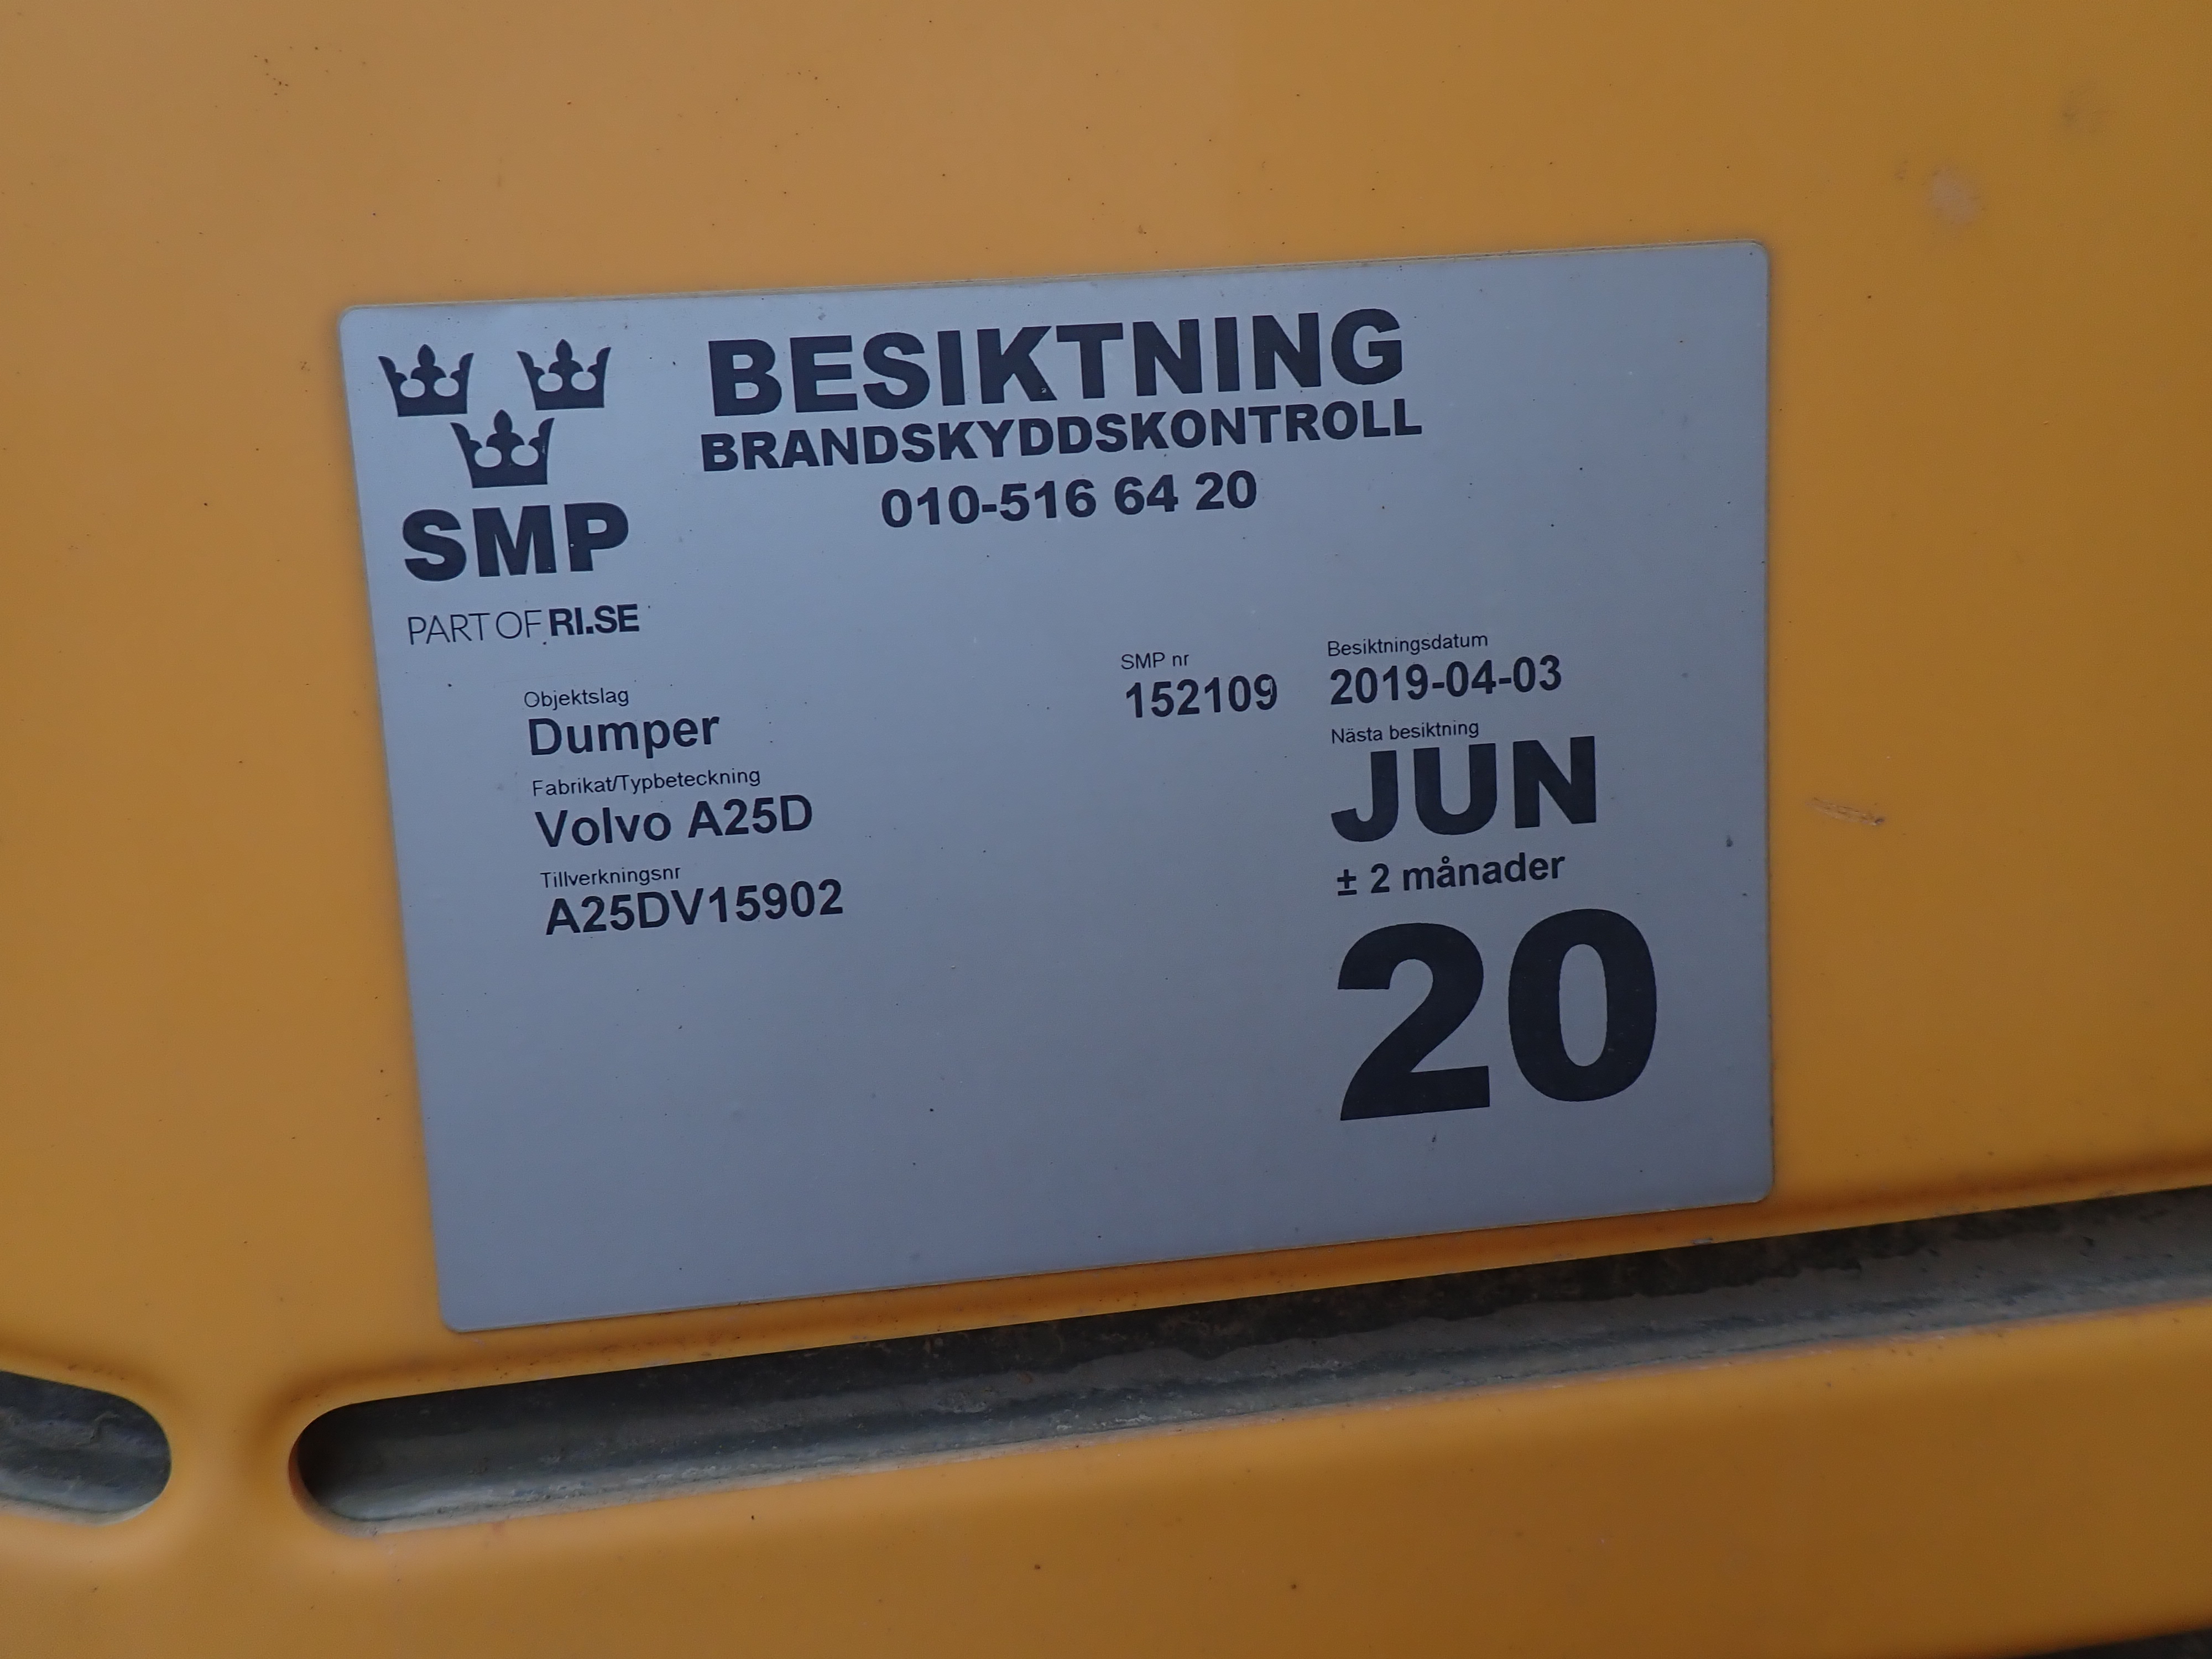 BESIKTNING
BRANDSKYDDSKONTROLL
010-516 64 20
SMP
PART OF RI.SE
Objektslag
Dumper
Fabrikat/Typbeteckning
Volvo A25D
Tillverkningsnr
A25DV15902
SMP nr
152109
Besiktningsdatum
2019-04-03
Nästa besiktning
JUN
± 2 månader
20